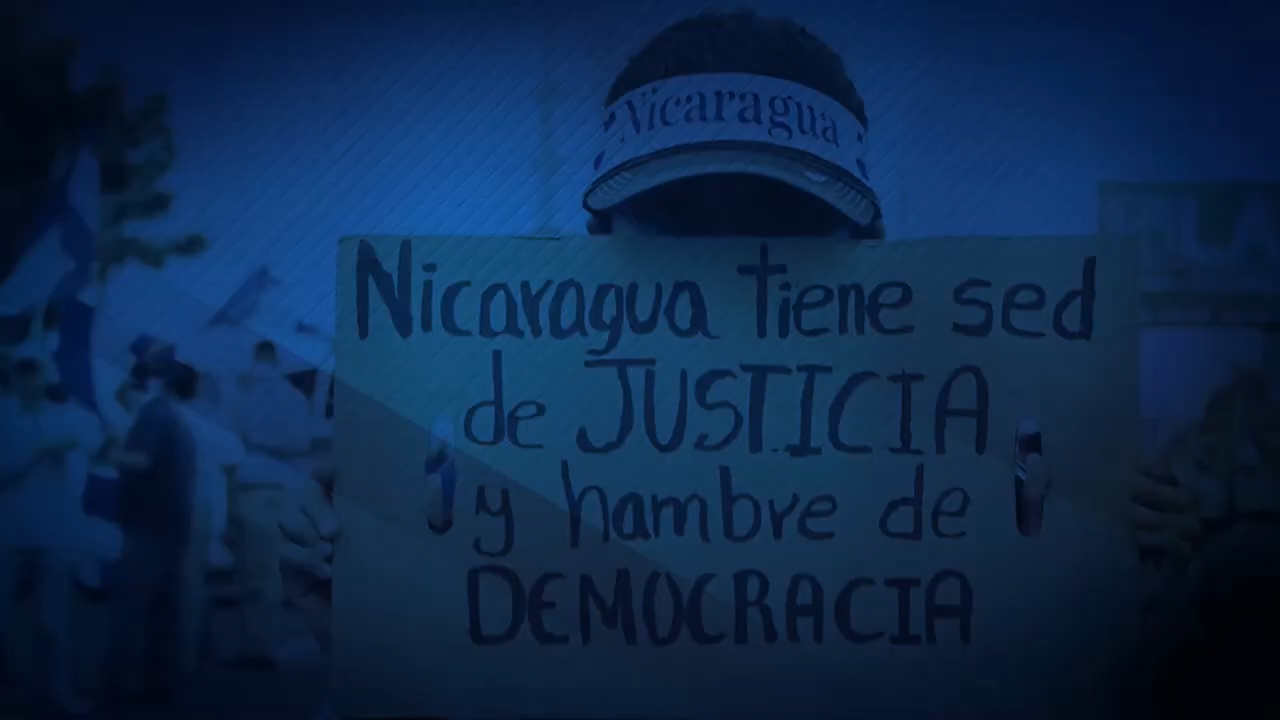 Nicaragua
Nicaragua tiene sed
de JUSTICIA
y hambre de
DEMOCRACIA